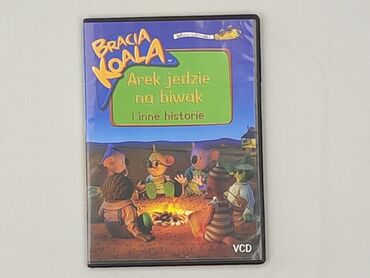 BRACIA
KOALA
Arek jedzie
na biwak
i inne historie
VCD